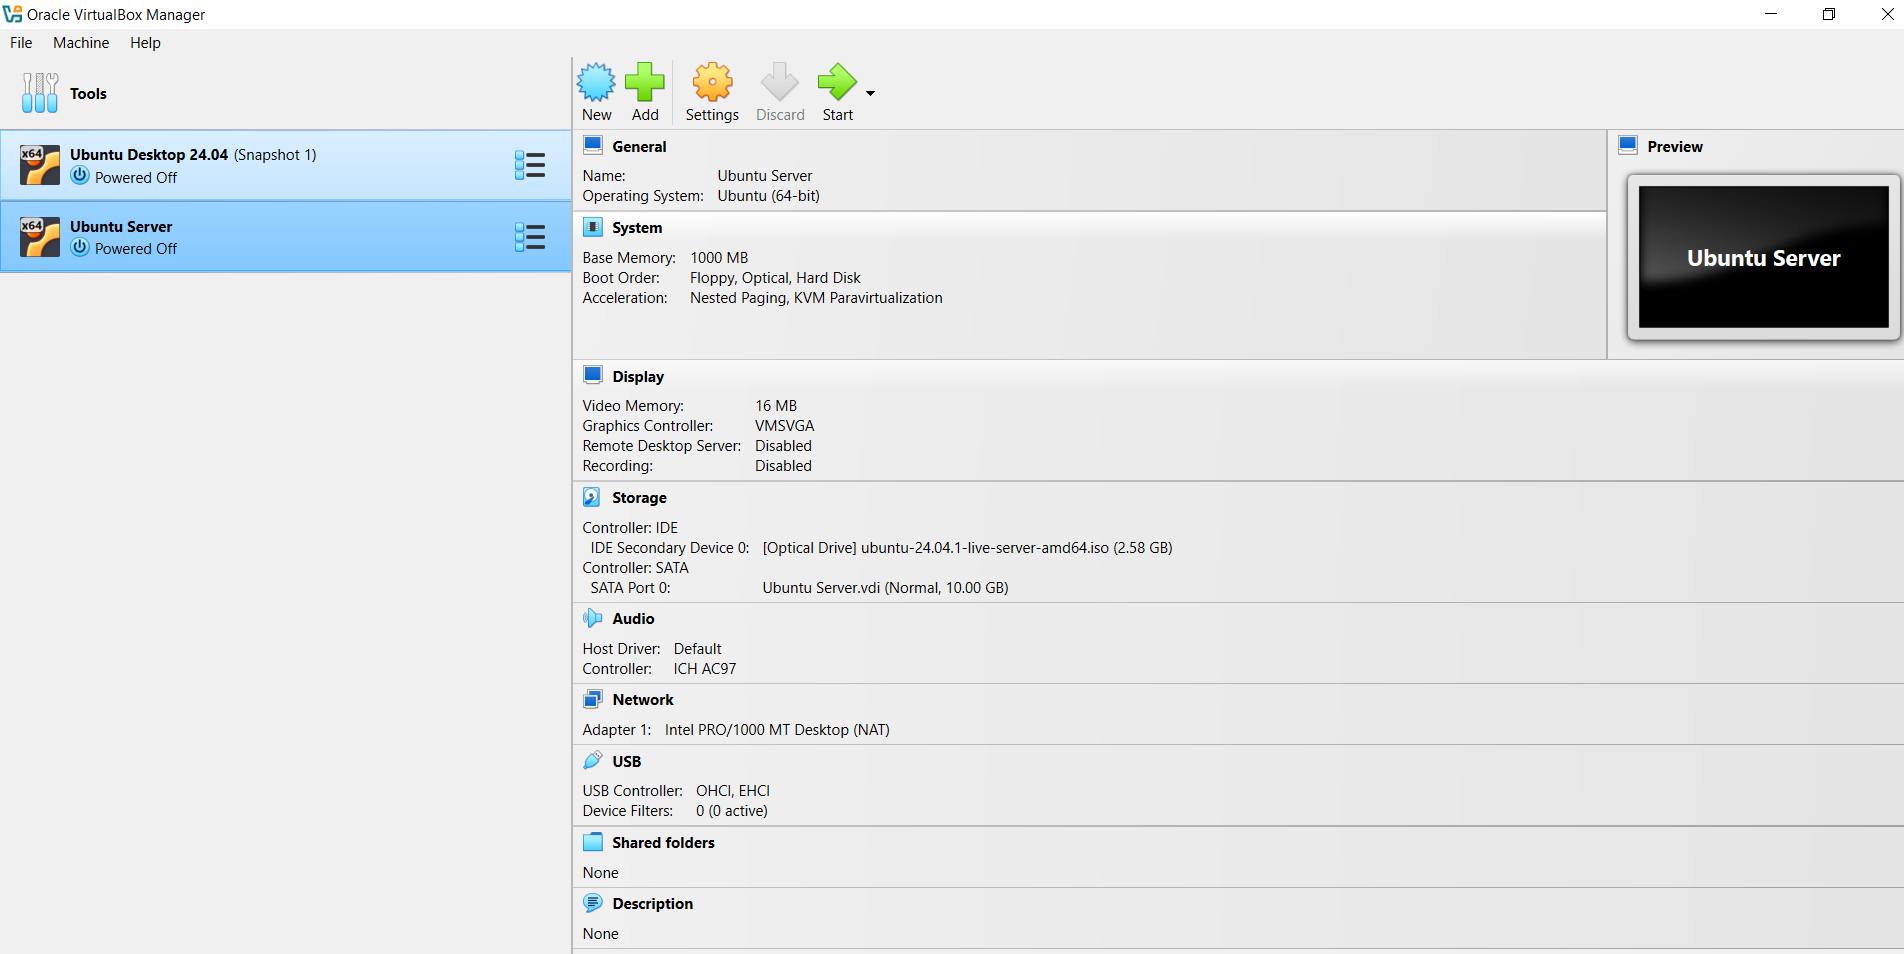 Oracle VirtualBox Manager
File Machine Help
Tools
New Add Settings Discard Start
x64 Ubuntu Desktop 24.04 (Snapshot 1)
Powered Off
x64 Ubuntu Server
Powered Off
General
Name: Ubuntu Server
Operating System: Ubuntu (64-bit)
Preview
Ubuntu Server
System
Base Memory: 1000 MB
Boot Order: Floppy, Optical, Hard Disk
Acceleration: Nested Paging, KVM Paravirtualization
Display
Video Memory: 16 MB
Graphics Controller: VMSVGA
Remote Desktop Server: Disabled
Recording: Disabled
Storage
Controller: IDE
IDE Secondary Device 0: [Optical Drive] ubuntu-24.04.1-live-server-amd64.iso (2.58 GB)
Controller: SATA
SATA Port 0: Ubuntu Server.vdi (Normal, 10.00 GB)
Audio
Host Driver: Default
Controller: ICH AC97
Network
Adapter 1: Intel PRO/1000 MT Desktop (NAT)
USB
USB Controller: OHCI, EHCI
Device Filters: 0 (0 active)
Shared folders
None
Description
None